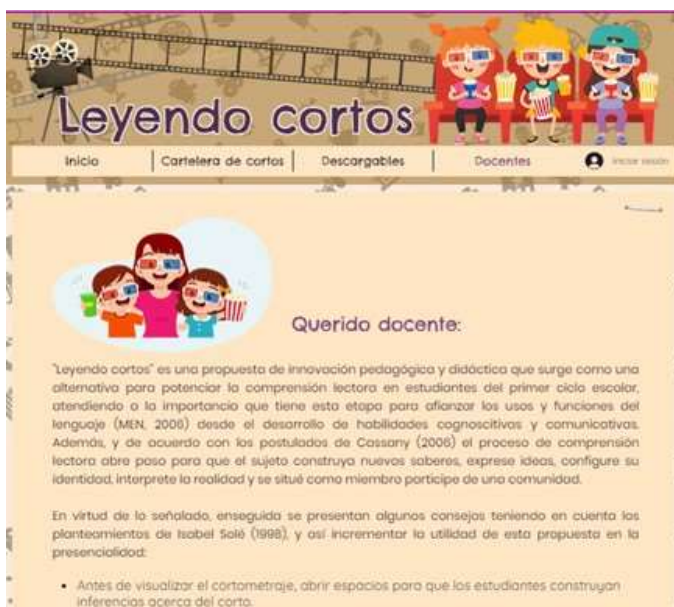 Leyendo cortos
Inicio
Cartelera de cortos
Descargables
Docentes
Iniciar sesión
Querido docente:
"Leyendo cortos" es una propuesta de innovación pedagógica y didáctica que surge como una
alternativa para potenciar la comprensión lectora en estudiantes del primer ciclo escolar,
atendiendo a la importancia que tiene esta etapa para afianzar los usos y funciones del
lenguaje (MEN, 2006) desde el desarrollo de habilidades cognoscitivas y comunicativas.
Además, y de acuerdo con los postulados de Cassany (2006) el proceso de comprensión
lectora abre paso para que el sujeto construya nuevos saberes, exprese ideas, configure su
identidad, interprete la realidad y se situé como miembro participe de una comunidad.
En virtud de lo señalado, enseguida se presentan algunos consejos teniendo en cuenta los
planteamientos de Isabel Solé (1998), y así incrementar la utilidad de esta propuesta en la
presencialidad:
• Antes de visualizar el cortometraje, abrir espacios para que los estudiantes construyan
inferencias acerca del corto.